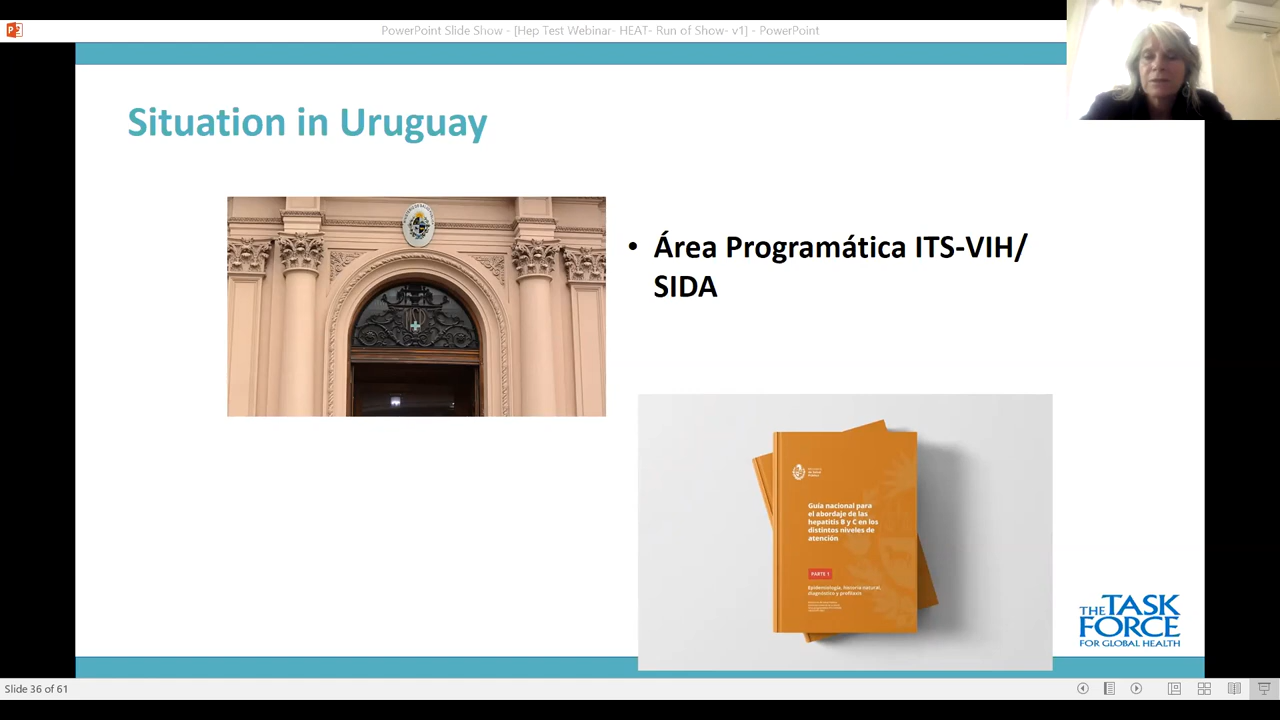 PowerPoint Slide Show - [Hep Test Webinar- HEAT- Run of Show- v1] - PowerPoint
Situation in Uruguay
• Área Programática ITS-VIH/
SIDA
Guía nacional para
el abordaje de las
hepatitis B y C en los
distintos niveles de
atención
PARTE 1
Epidemiología, historia natural,
diagnóstico y profilaxis
THE TASK
FORCE
FOR GLOBAL HEALTH
Slide 36 of 61